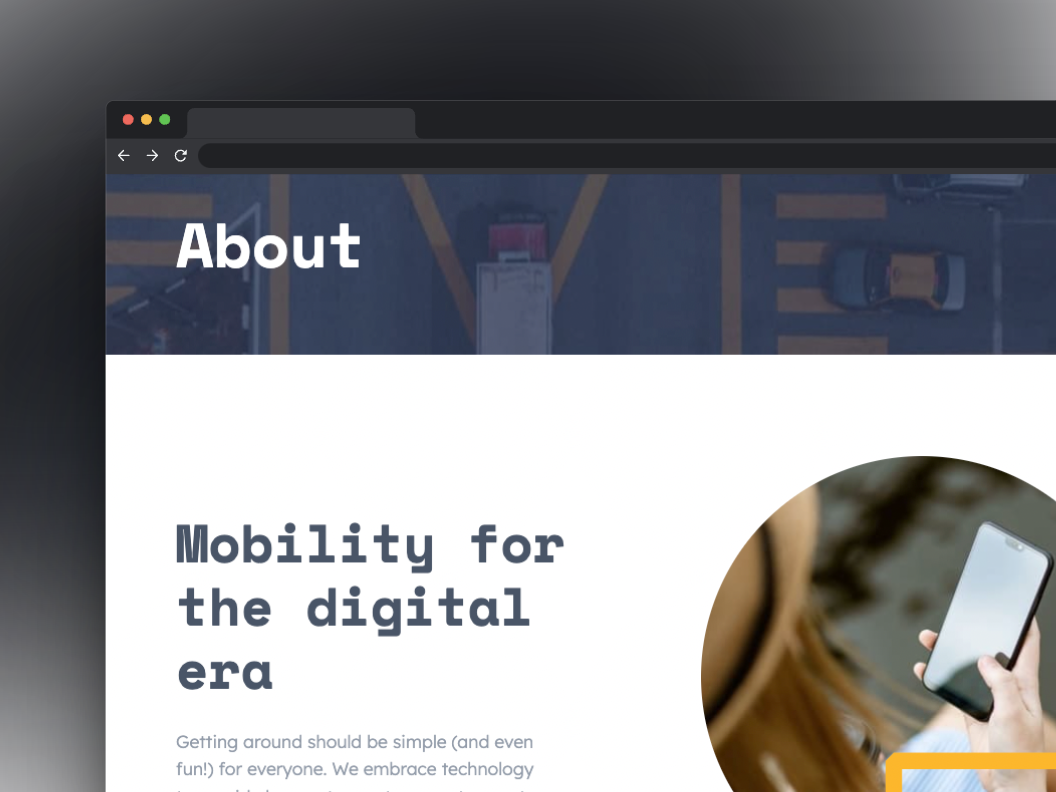 About
Mobility for
the digital
era
Getting around should be simple (and even
fun!) for everyone. We embrace technology